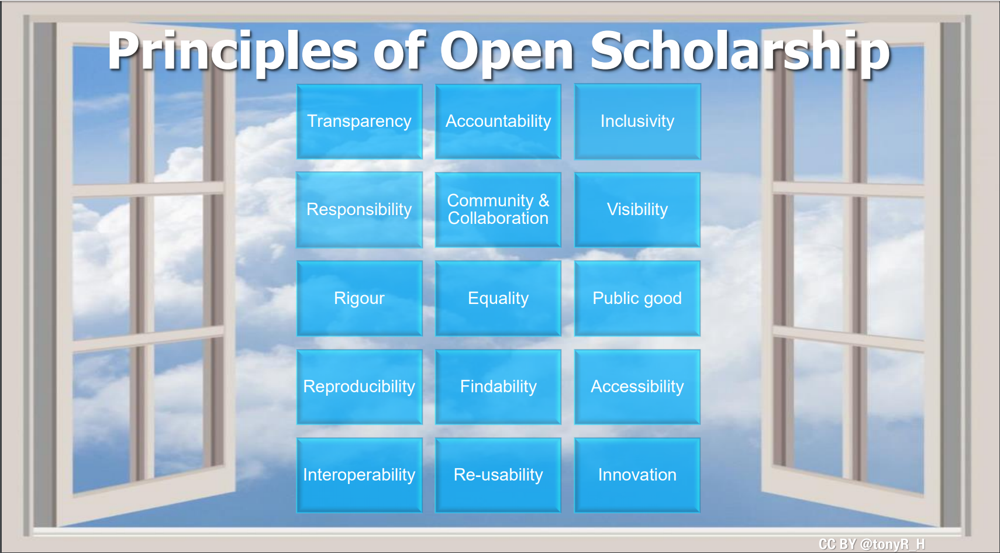 Principles of Open Scholarship
Transparency
Accountability
Inclusivity
Responsibility
Community &
Collaboration
Visibility
Rigour
Equality
Public good
Reproducibility
Findability
Accessibility
Interoperability
Re-usability
Innovation
CC BY @tonyR_H